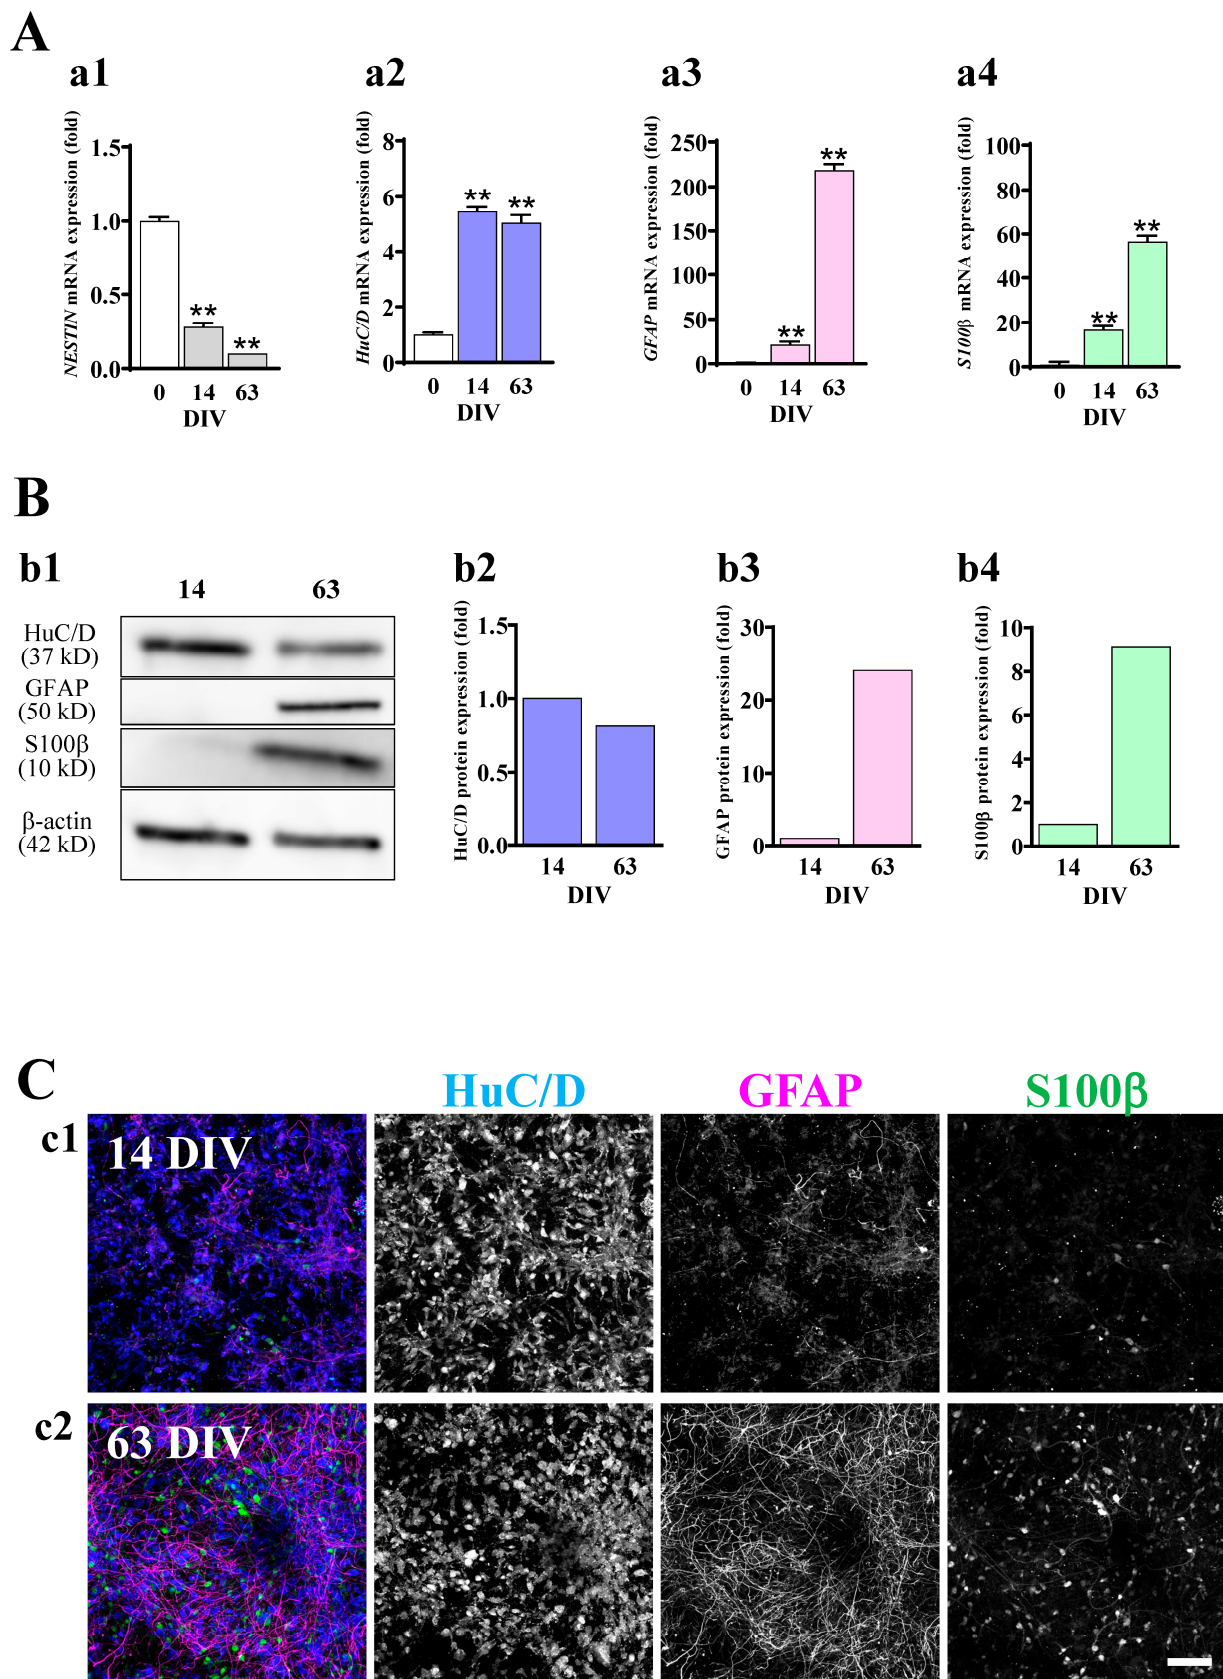 A
a1
a2
a3
a4
NESTIN mRNA expression (fold)
1.5
1.0
0.5
0.0
**
**
0 14 63
DIV
HuC/D mRNA expression (fold)
8
6
4
2
0
**
**
0 14 63
DIV
GFAP mRNA expression (fold)
250
200
150
100
50
0
**
**
0 14 63
DIV
S100β mRNA expression (fold)
100
80
60
40
20
0
**
**
0 14 63
DIV
B
b1
14 63
HuC/D
(37 kD)
GFAP
(50 kD)
S100β
(10 kD)
β-actin
(42 kD)
b2
HuC/D protein expression (fold)
1.5
1.0
0.5
0.0
14 63
DIV
b3
GFAP protein expression (fold)
30
20
10
0
14 63
DIV
b4
S100β protein expression (fold)
10
8
6
4
2
0
14 63
DIV
C
HuC/D GFAP S100β
c1
14 DIV
c2
63 DIV